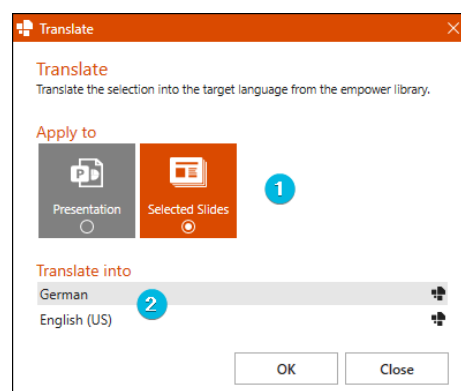 Translate
Translate
Translate the selection into the target language from the empower library.
Apply to
Presentation
Selected Slides
1
Translate into
German
2
English (US)
OK
Close